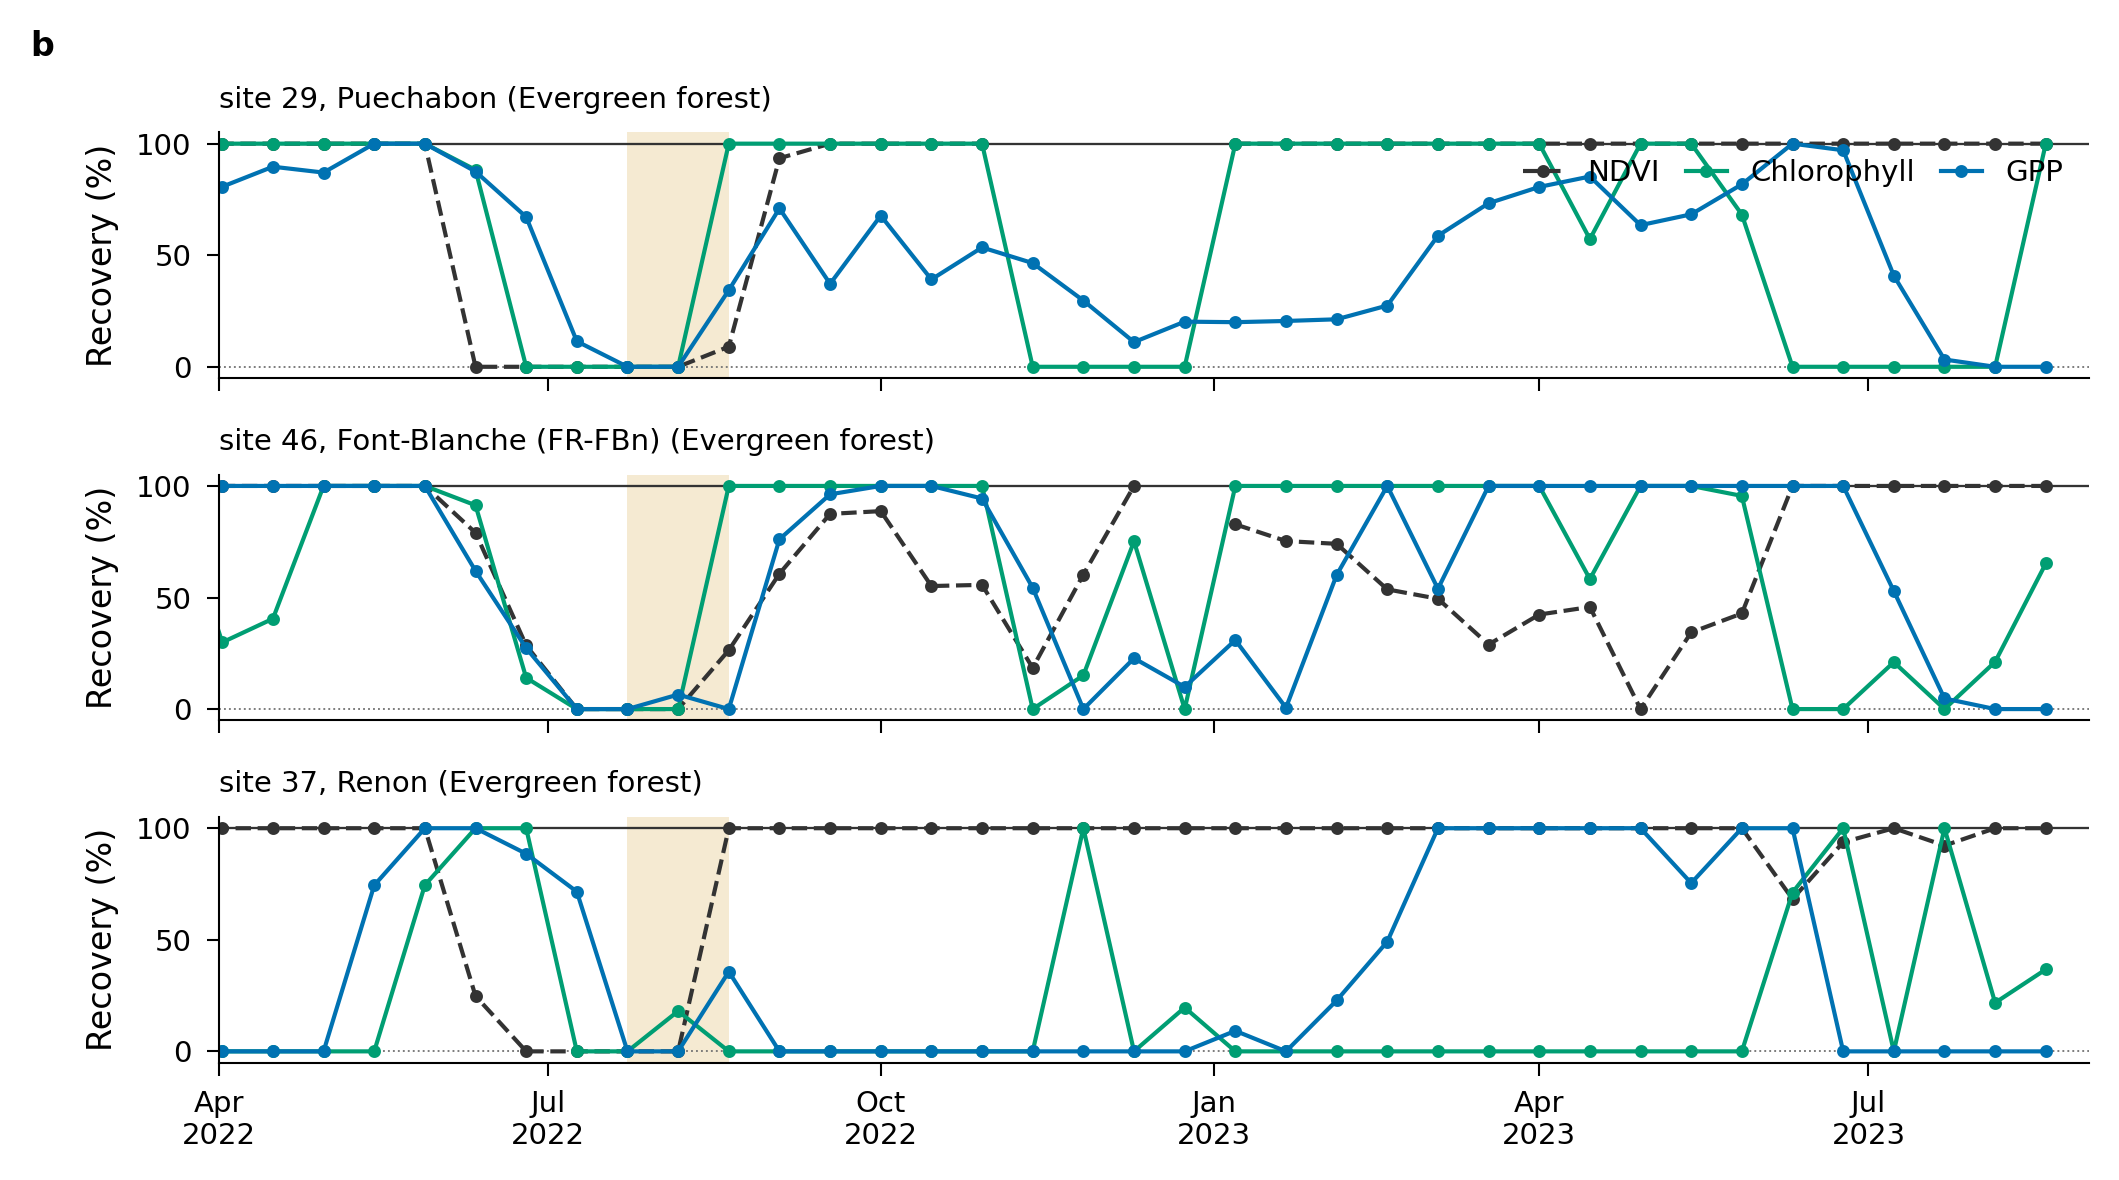 b
site 29, Puechabon (Evergreen forest)
Recovery (%)
100
50
0
NDVI Chlorophyll GPP
site 46, Font-Blanche (FR-FBn) (Evergreen forest)
Recovery (%)
100
50
0
site 37, Renon (Evergreen forest)
Recovery (%)
100
50
0
Apr 2022
Jul 2022
Oct 2022
Jan 2023
Apr 2023
Jul 2023